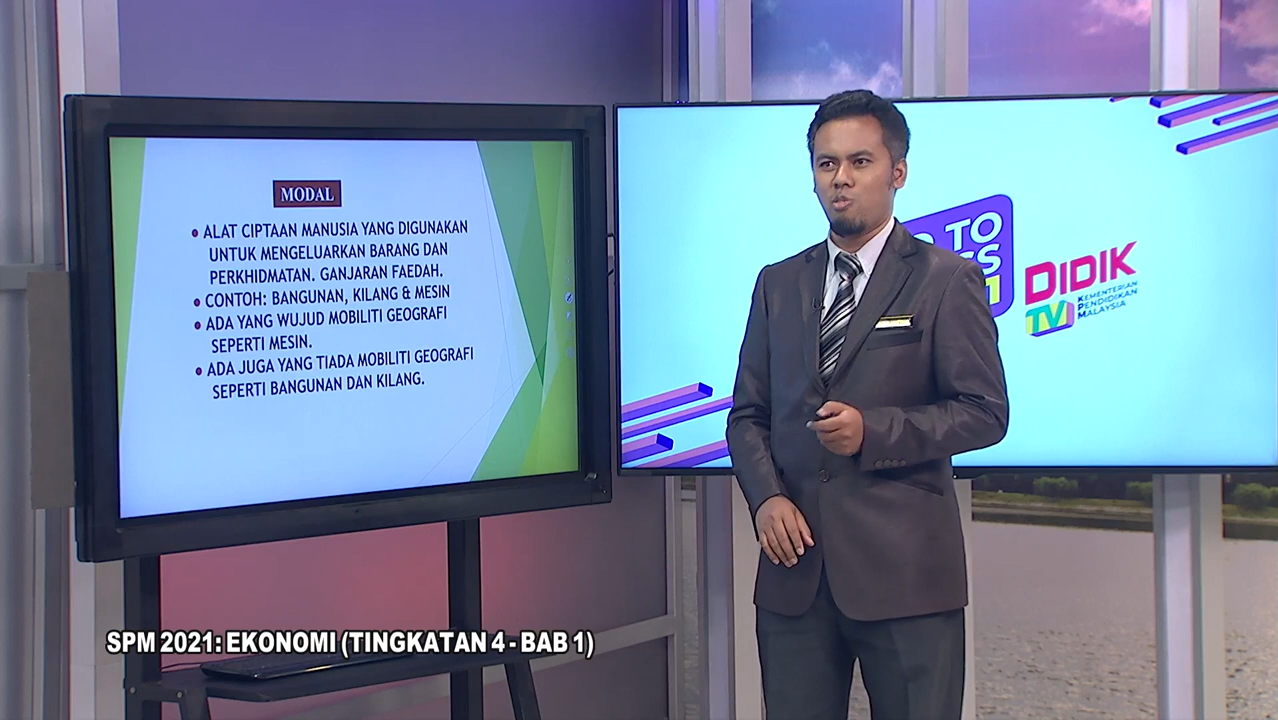 MODAL
• ALAT CIPTAAN MANUSIA YANG DIGUNAKAN
UNTUK MENGELUARKAN BARANG DAN
PERKHIDMATAN. GANJARAN FAEDAH.
• CONTOH: BANGUNAN, KILANG & MESIN
• ADA YANG WUJUD MOBILITI GEOGRAFI
SEPERTI MESIN.
• ADA JUGA YANG TIADA MOBILITI GEOGRAFI
SEPERTI BANGUNAN DAN KILANG.
TO
DIDIK
TV
KEMENTERIAN
PENDIDIKAN
MALAYSIA
SPM 2021: EKONOMI (TINGKATAN 4 - BAB 1)